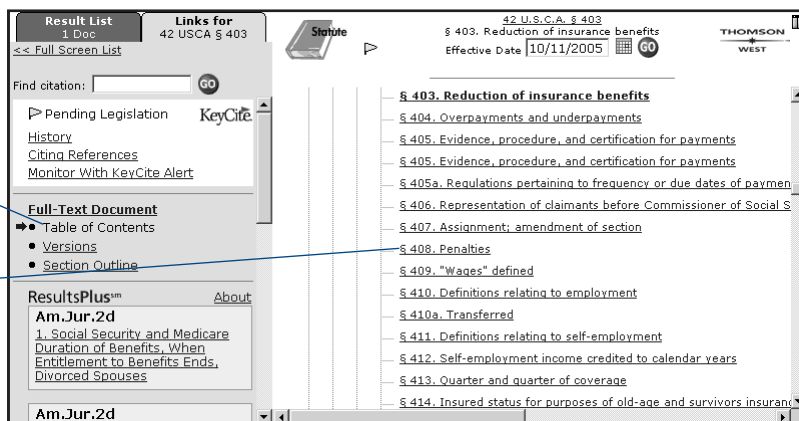 Result List
1 Doc
Links for
42 USCA § 403
<< Full Screen List
Find citation:
GO
Pending Legislation
KeyCite
History
Citing References
Monitor With KeyCite Alert
Full-Text Document
Table of Contents
Versions
Section Outline
ResultsPlus℠
About
Am.Jur.2d
1. Social Security and Medicare
Duration of Benefits, When
Entitlement to Benefits Ends,
Divorced Spouses
Am.Jur.2d
Statute
42 U.S.C.A. § 403
§ 403. Reduction of insurance benefits
Effective Date 10/11/2005 GO
THOMSON
WEST
§ 403. Reduction of insurance benefits
§ 404. Overpayments and underpayments
§ 405. Evidence, procedure, and certification for payments
§ 405. Evidence, procedure, and certification for payments
§ 405a. Regulations pertaining to frequency or due dates of paymen
§ 406. Representation of claimants before Commissioner of Social S
§ 407. Assignment; amendment of section
§ 408. Penalties
§ 409. "Wages" defined
§ 410. Definitions relating to employment
§ 410a. Transferred
§ 411. Definitions relating to self-employment
§ 412. Self-employment income credited to calendar years
§ 413. Quarter and quarter of coverage
§ 414. Insured status for purposes of old-age and survivors insuranc